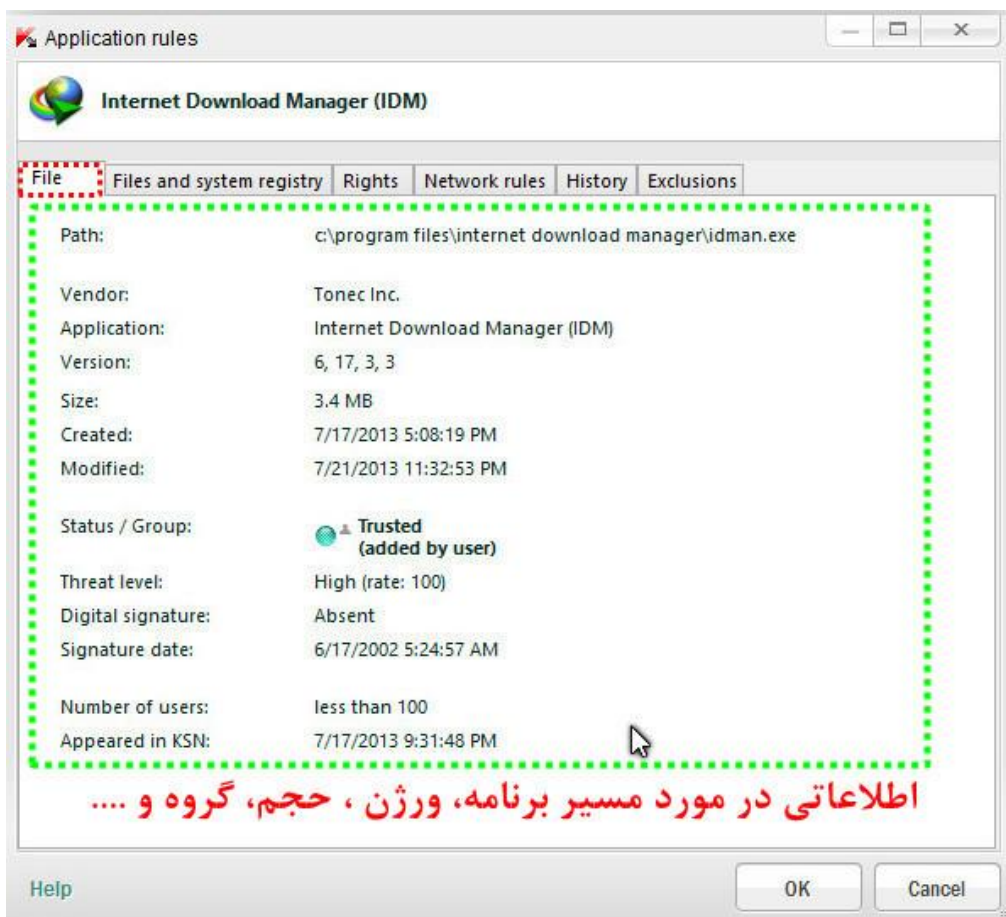 Application rules
Internet Download Manager (IDM)
File Files and system registry Rights Network rules History Exclusions
Path: c:\program files\internet download manager\idman.exe
Vendor: Tonec Inc.
Application: Internet Download Manager (IDM)
Version: 6, 17, 3, 3
Size: 3.4 MB
Created: 7/17/2013 5:08:19 PM
Modified: 7/21/2013 11:32:53 PM
Status / Group: Trusted
(added by user)
Threat level: High (rate: 100)
Digital signature: Absent
Signature date: 6/17/2002 5:24:57 AM
Number of users: less than 100
Appeared in KSN: 7/17/2013 9:31:48 PM
اطلاعاتی در مورد مسیر برنامه، ورژن ، حجم، گروه و ....
Help OK Cancel